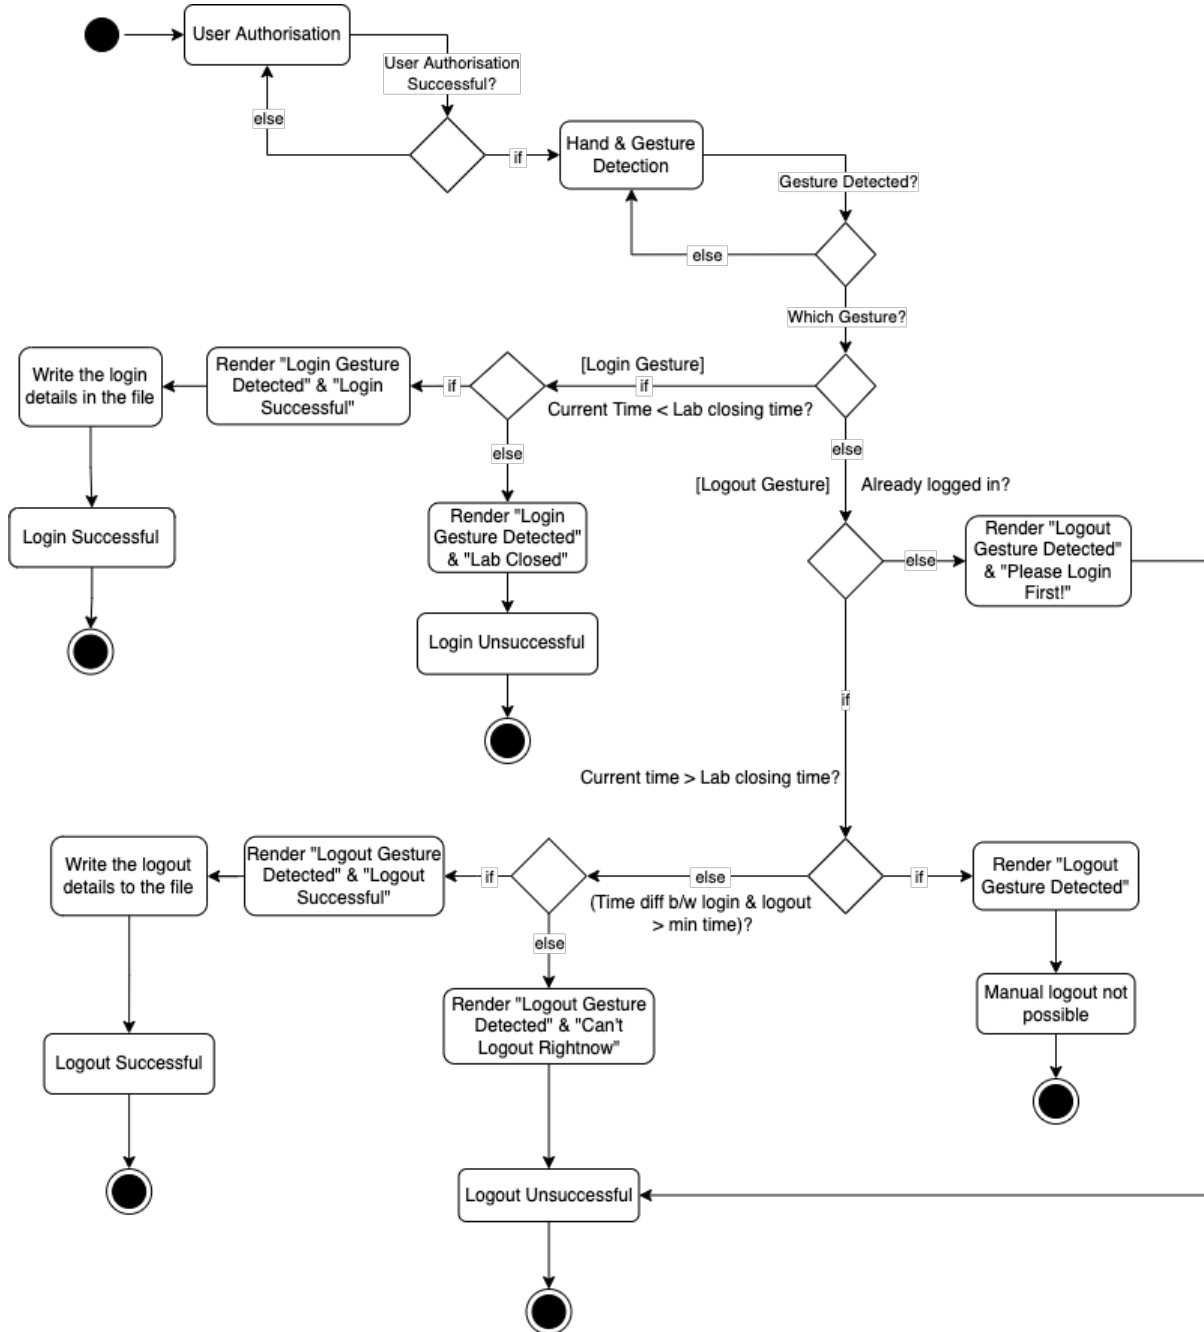 User Authorisation
User Authorisation
Successful?
else
if
Hand & Gesture
Detection
Gesture Detected?
else
Which Gesture?
Write the login
details in the file
Render "Login Gesture
Detected" & "Login
Successful"
if
[Login Gesture]
if
Current Time < Lab closing time?
else
else
[Logout Gesture]
Already logged in?
Login Successful
Render "Login
Gesture Detected"
& "Lab Closed"
else
Render "Logout
Gesture Detected"
& "Please Login
First!"
Login Unsuccessful
if
Current time > Lab closing time?
Write the logout
details to the file
Render "Logout Gesture
Detected" & "Logout
Successful"
if
else
(Time diff b/w login & logout
> min time)?
if
Render "Logout
Gesture Detected"
else
Render "Logout Gesture
Detected" & "Can't
Logout Rightnow"
Manual logout not
possible
Logout Successful
Logout Unsuccessful